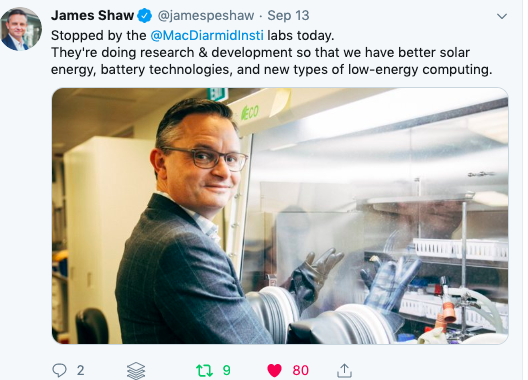 James Shaw @jamespeshaw · Sep 13
Stopped by the @MacDiarmidInsti labs today.
They're doing research & development so that we have better solar
energy, battery technologies, and new types of low-energy computing.
ECO
2 9 80